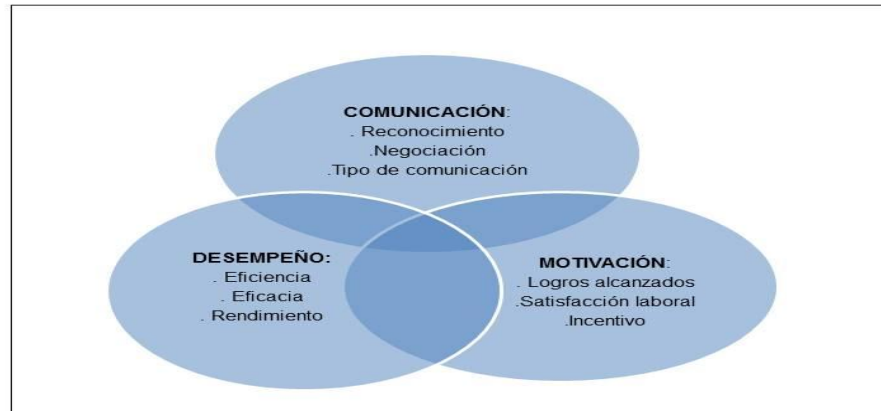 COMUNICACIÓN:
. Reconocimiento
.Negociación
.Tipo de comunicación
DESEMPEÑO:
. Eficiencia
. Eficacia
. Rendimiento
MOTIVACIÓN:
. Logros alcanzados
.Satisfacción laboral
.Incentivo